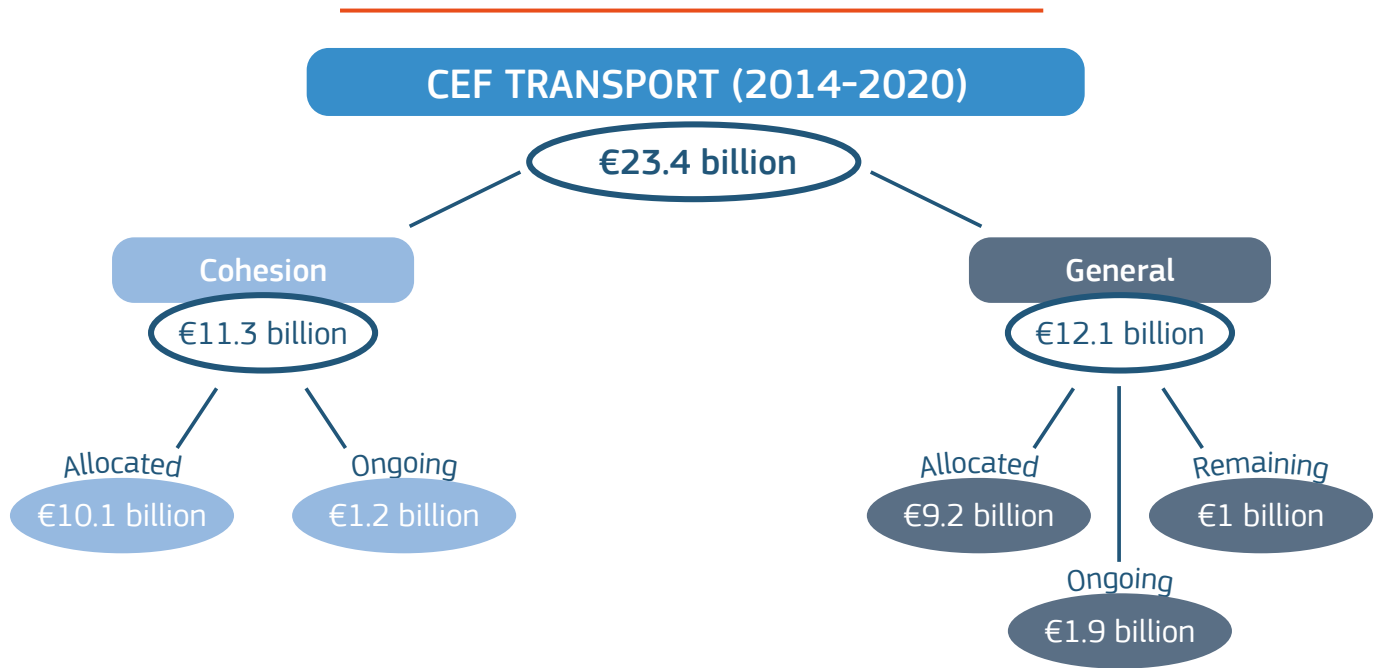 CEF TRANSPORT (2014-2020)
€23.4 billion
Cohesion
€11.3 billion
Allocated
€10.1 billion
Ongoing
€1.2 billion
General
€12.1 billion
Allocated
€9.2 billion
Ongoing
€1.9 billion
Remaining
€1 billion